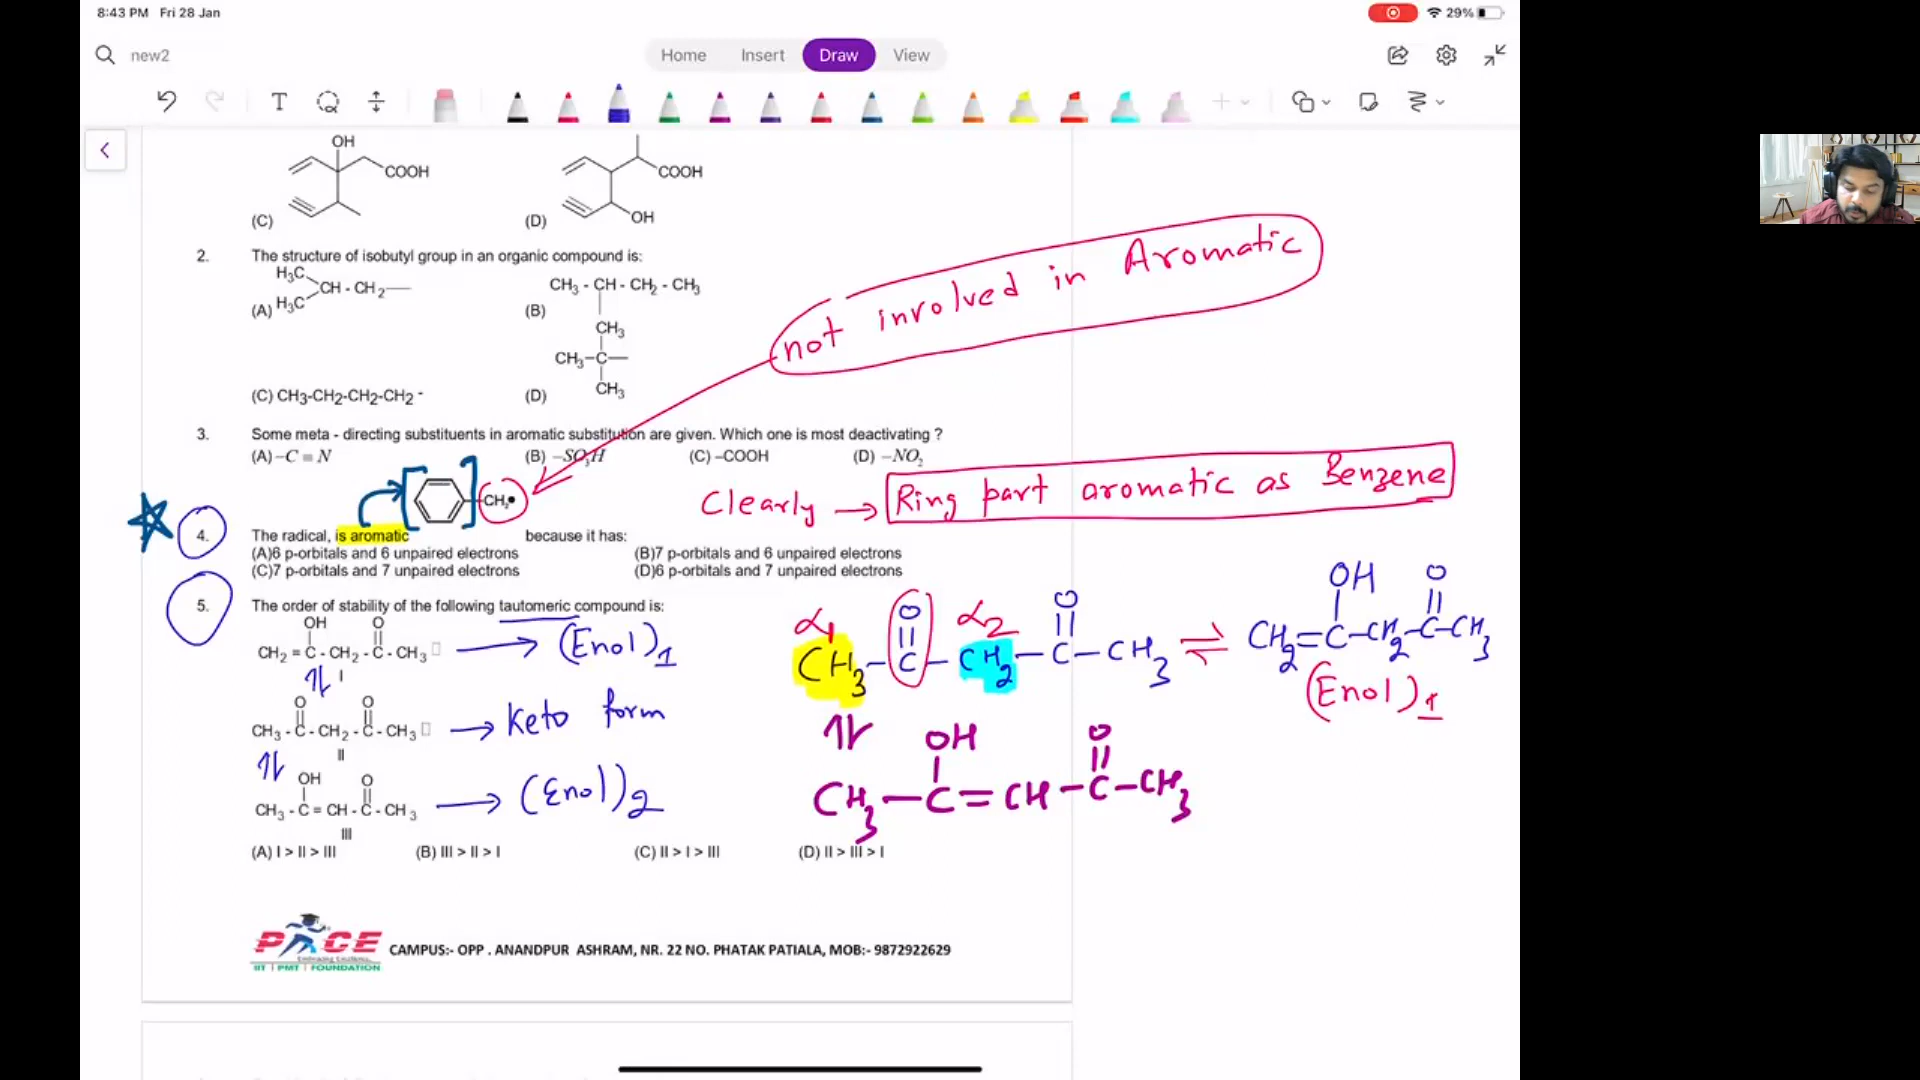 8:43 PM Fri 28 Jan
29%
new2
Home Insert Draw View
T
OH
COOH
(C)
COOH
OH
(D)
2. The structure of isobutyl group in an organic compound is:
H₃C
CH - CH₂—
H₃C
(A)
CH₃ - CH - CH₂ - CH₃
(B)
CH₃
CH₃-C—
CH₃
(C) CH3-CH2-CH2-CH2 -
(D)
not involved in Aromatic
3. Some meta - directing substituents in aromatic substitution are given. Which one is most deactivating ?
(A) –C ≡ N (B) –SO₃H (C) –COOH (D) –NO₂
CH₂•
Clearly → Ring part aromatic as Benzene
4. The radical, is aromatic because it has:
(A)6 p-orbitals and 6 unpaired electrons (B)7 p-orbitals and 6 unpaired electrons
(C)7 p-orbitals and 7 unpaired electrons (D)6 p-orbitals and 7 unpaired electrons
5. The order of stability of the following tautomeric compound is:
OH O
CH₂ = C - CH₂ - C - CH₃ → (Enol)₁
I
O O
CH₃ - C - CH₂ - C - CH₃ → Keto form
II
OH O
CH₃ - C = CH - C - CH₃ → (Enol)₂
III
α₁ O α₂ O
CH₃ – C – CH₂ – C – CH₃ ⇌
OH O
CH₂=C–CH₂–C–CH₃
(Enol)₁
⇅ OH O
CH₃–C=CH–C–CH₃
(A) I > II > III (B) III > II > I (C) II > I > III (D) II > III > I
PACE
IIT | PMT | FOUNDATION
CAMPUS:- OPP . ANANDPUR ASHRAM, NR. 22 NO. PHATAK PATIALA, MOB:- 9872922629